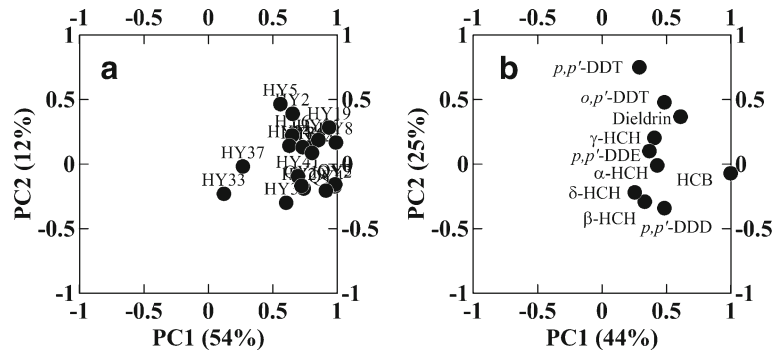 -1 -0.5 0 0.5 1
1 1
a
HY5
HY2
HY19
0.5 0.5
PC2 (12%)
HY37
0 0
HY33
-0.5 -0.5
-1 -1
-1 -0.5 0 0.5 1
PC1 (54%)
-1 -0.5 0 0.5 1
1 1
b
p,p'-DDT
0.5 o,p'-DDT 0.5
Dieldrin
γ-HCH
PC2 (25%)
p,p'-DDE
0 α-HCH 0
HCB
δ-HCH
β-HCH
-0.5 p,p'-DDD -0.5
-1 -1
-1 -0.5 0 0.5 1
PC1 (44%)